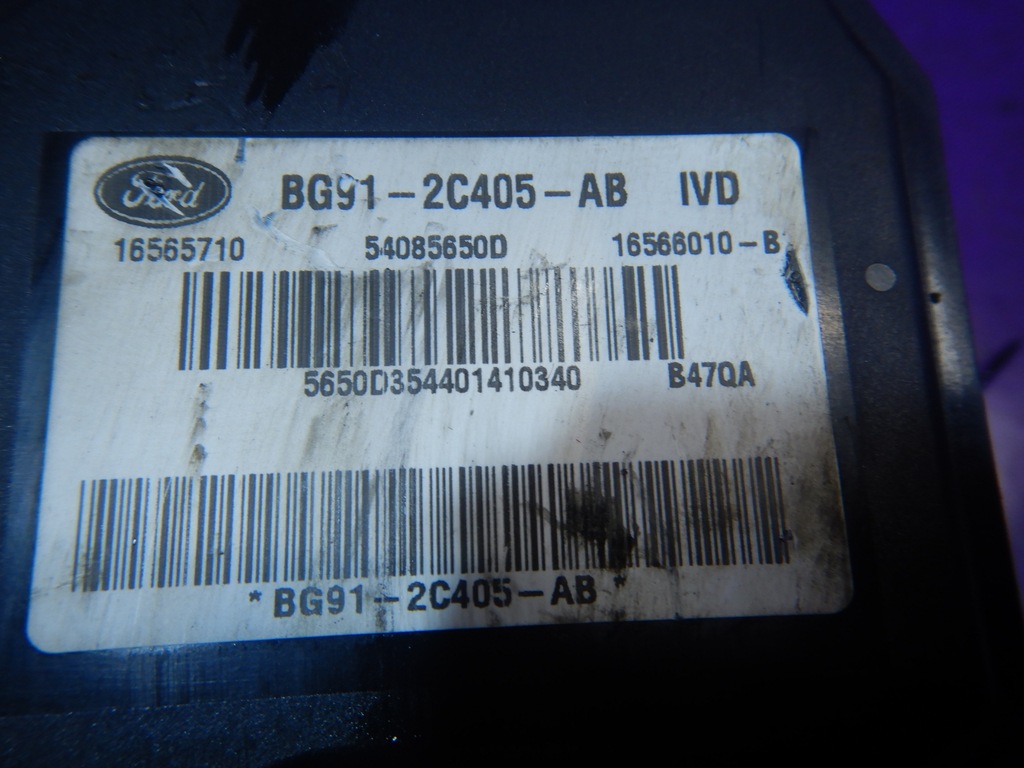 Ford BG91-2C405-AB IVD
16565710 54085650D 16566010-B
5650D354401410340 B47QA
*BG91-2C405-AB*